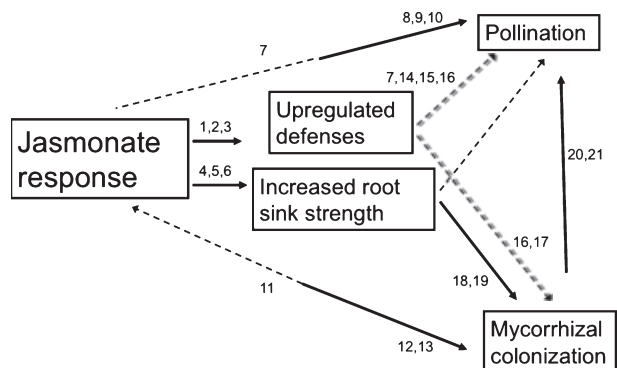 8,9,10
Pollination
7
7,14,15,16
Upregulated
defenses
1,2,3
Jasmonate
response
4,5,6
Increased root
sink strength
20,21
16,17
18,19
11
12,13
Mycorrhizal
colonization